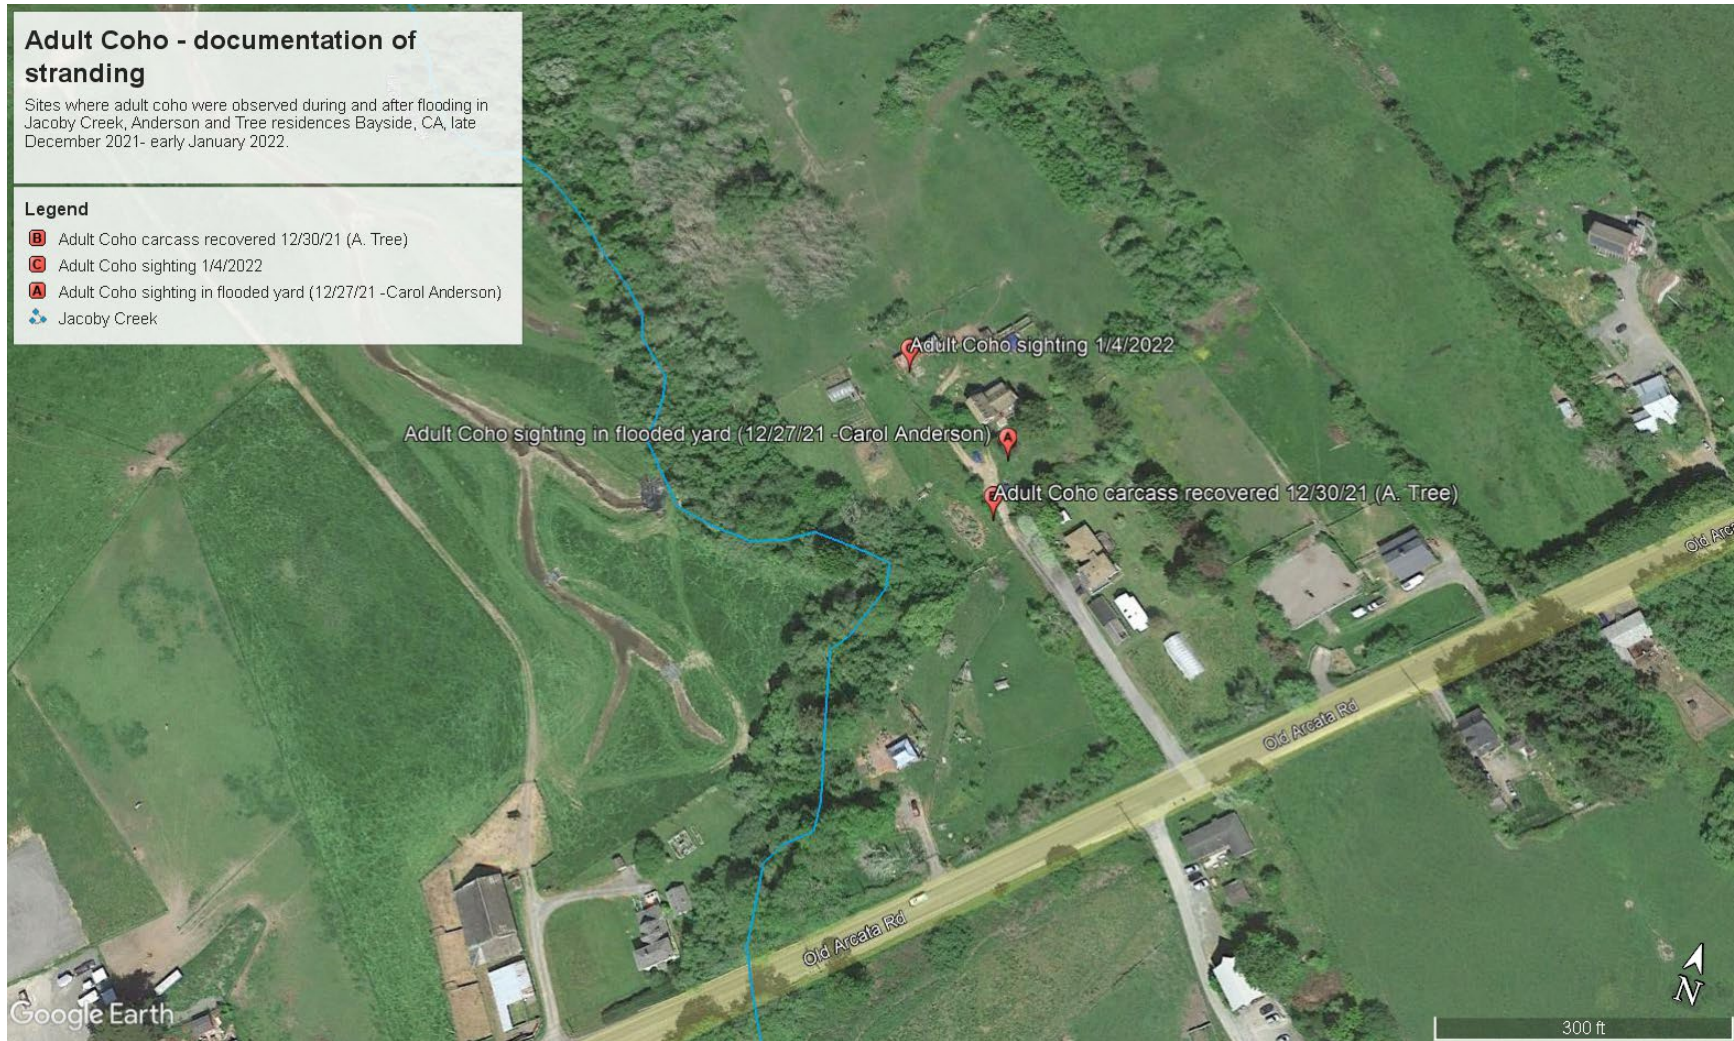 Adult Coho - documentation of
stranding
Sites where adult coho were observed during and after flooding in
Jacoby Creek, Anderson and Tree residences Bayside, CA, late
December 2021- early January 2022.
Legend
B Adult Coho carcass recovered 12/30/21 (A. Tree)
C Adult Coho sighting 1/4/2022
A Adult Coho sighting in flooded yard (12/27/21 -Carol Anderson)
Jacoby Creek
Adult Coho sighting 1/4/2022
Adult Coho sighting in flooded yard (12/27/21 -Carol Anderson)
A
Adult Coho carcass recovered 12/30/21 (A. Tree)
Old Arca
Old Arcata Rd
Old Arcata Rd
N
Google Earth
300 ft